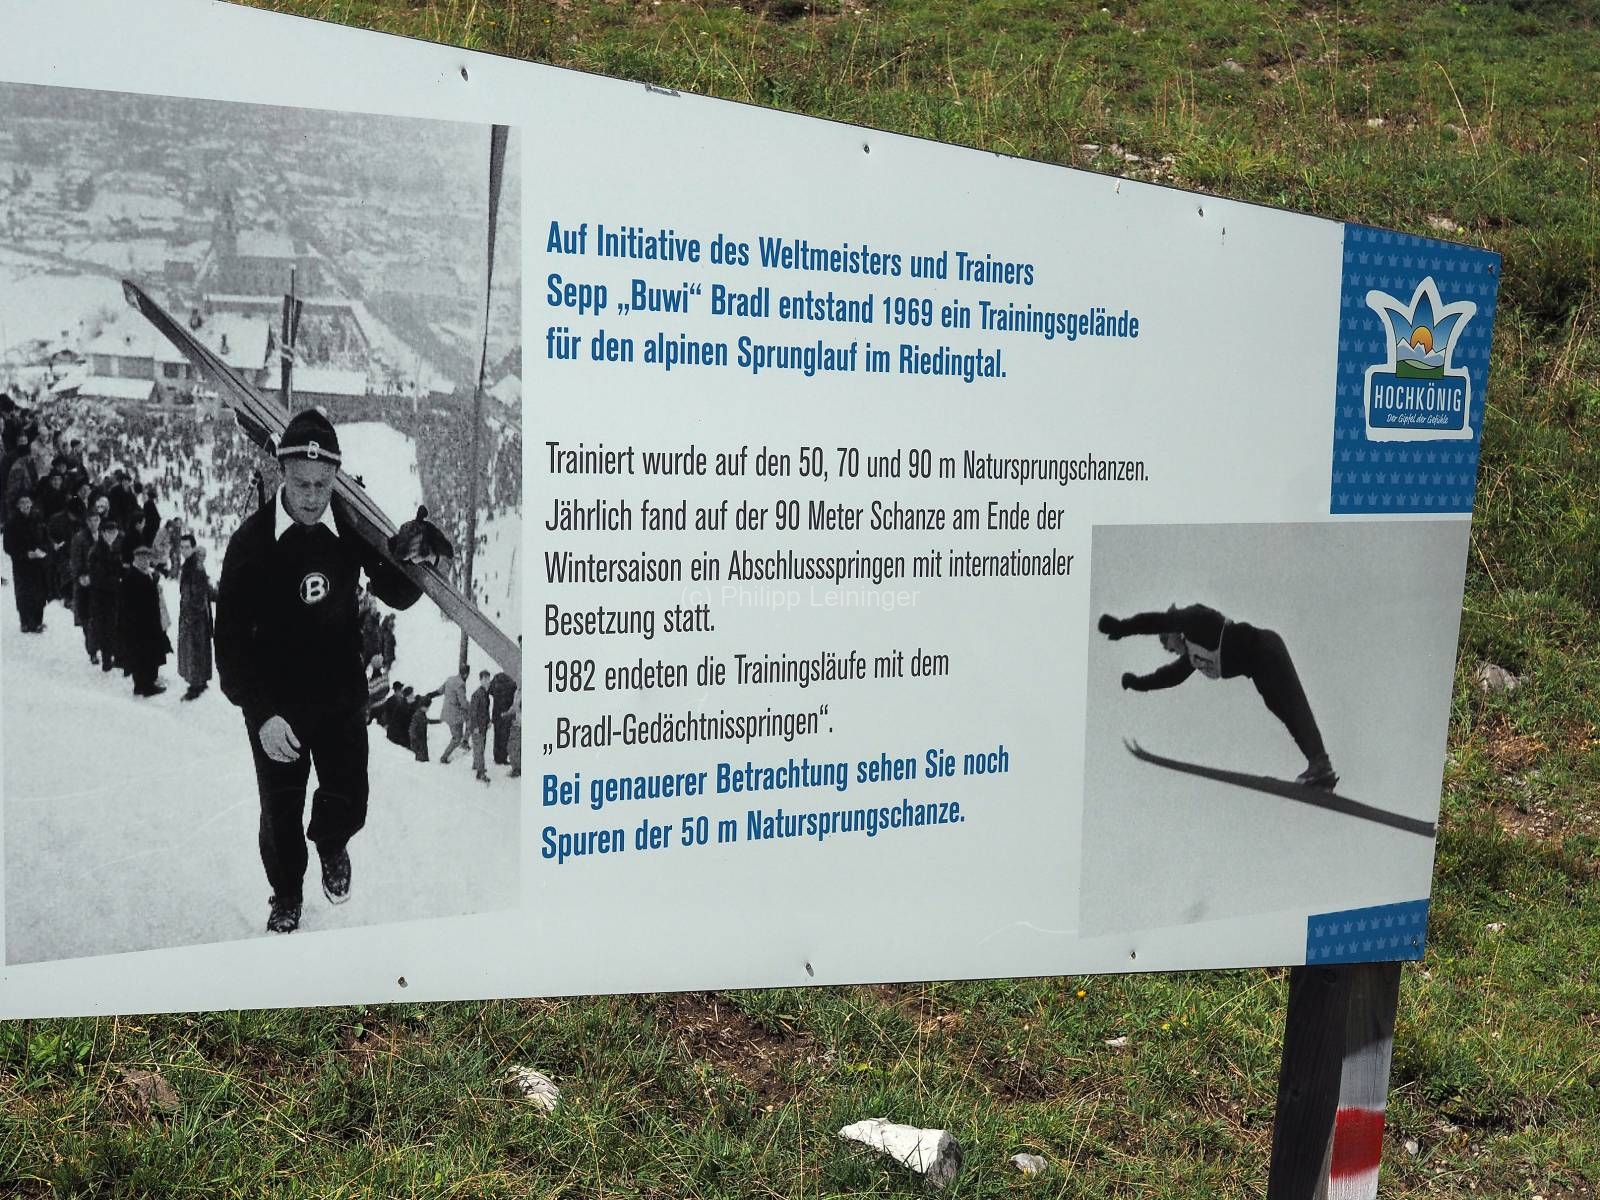 Auf Initiative des Weltmeisters und Trainers
Sepp „Buwi“ Bradl entstand 1969 ein Trainingsgelände
für den alpinen Sprunglauf im Riedingtal.
Trainiert wurde auf den 50, 70 und 90 m Natursprungschanzen.
Jährlich fand auf der 90 Meter Schanze am Ende der
Wintersaison ein Abschlussspringen mit internationaler
Besetzung statt.
1982 endeten die Trainingsläufe mit dem
„Bradl-Gedächtnisspringen“.
Bei genauerer Betrachtung sehen Sie noch
Spuren der 50 m Natursprungschanze.
HOCHKÖNIG
Der Gipfel der Gefühle
B
B
(c) Philipp Leininger